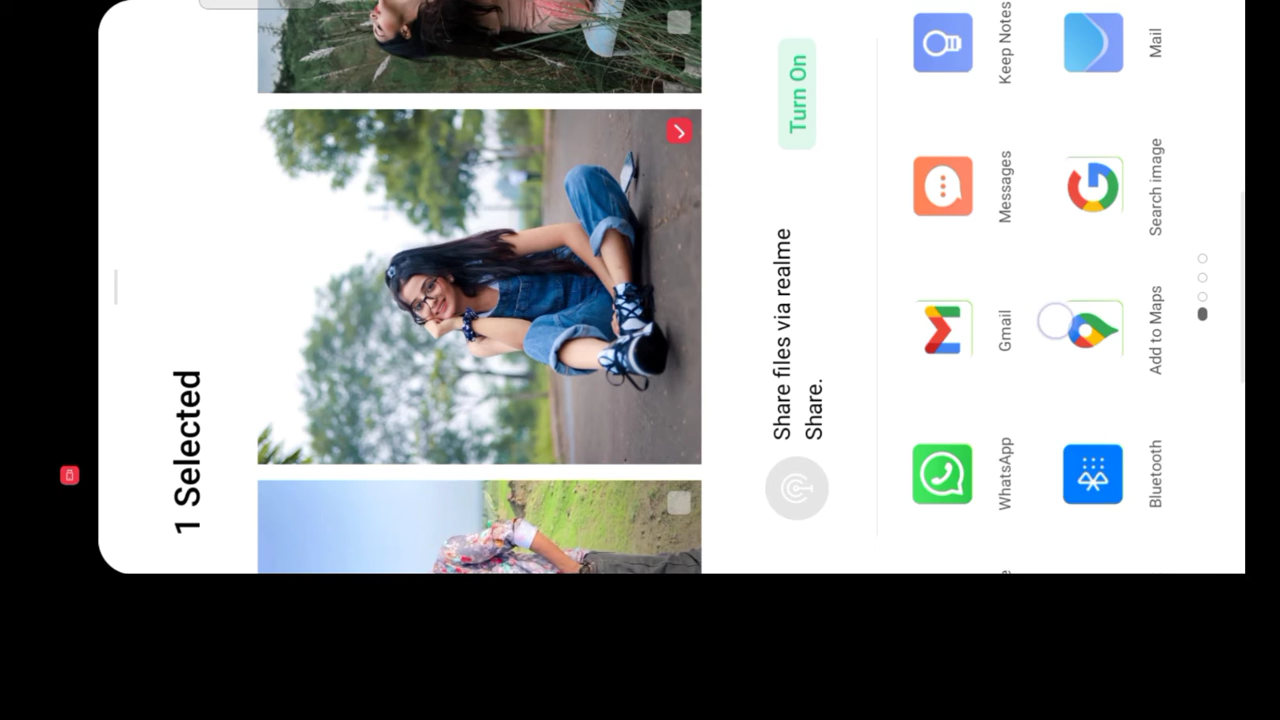 1 Selected
Share files via realme
Share.
Turn On
WhatsApp
Gmail
Messages
Keep Notes
Bluetooth
Add to Maps
Search image
Mail